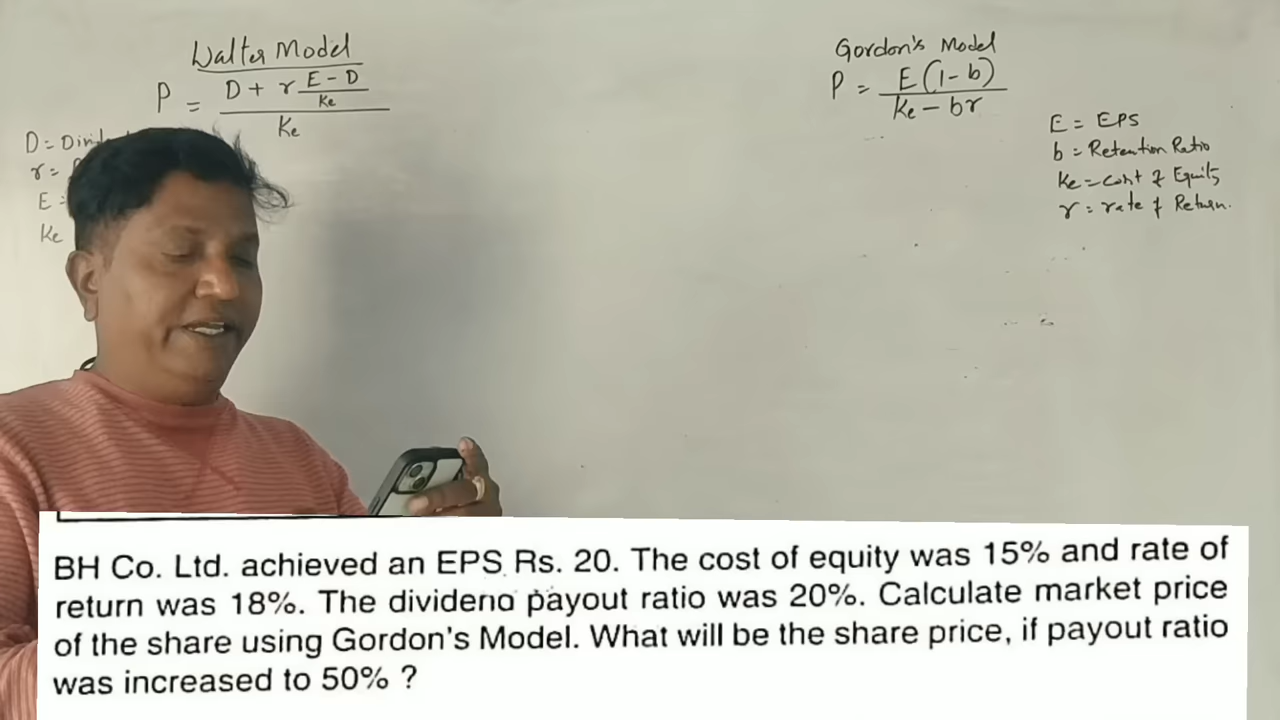 Walter Model
P = D + r E - D / Ke / Ke
D = Divid
r =
E =
Ke
Gordon's Model
P = E (1 - b) / Ke - br
E = EPS
b = Retention Ratio
Ke = cost of Equity
r = rate of Return.
BH Co. Ltd. achieved an EPS Rs. 20. The cost of equity was 15% and rate of
return was 18%. The dividend payout ratio was 20%. Calculate market price
of the share using Gordon's Model. What will be the share price, if payout ratio
was increased to 50% ?